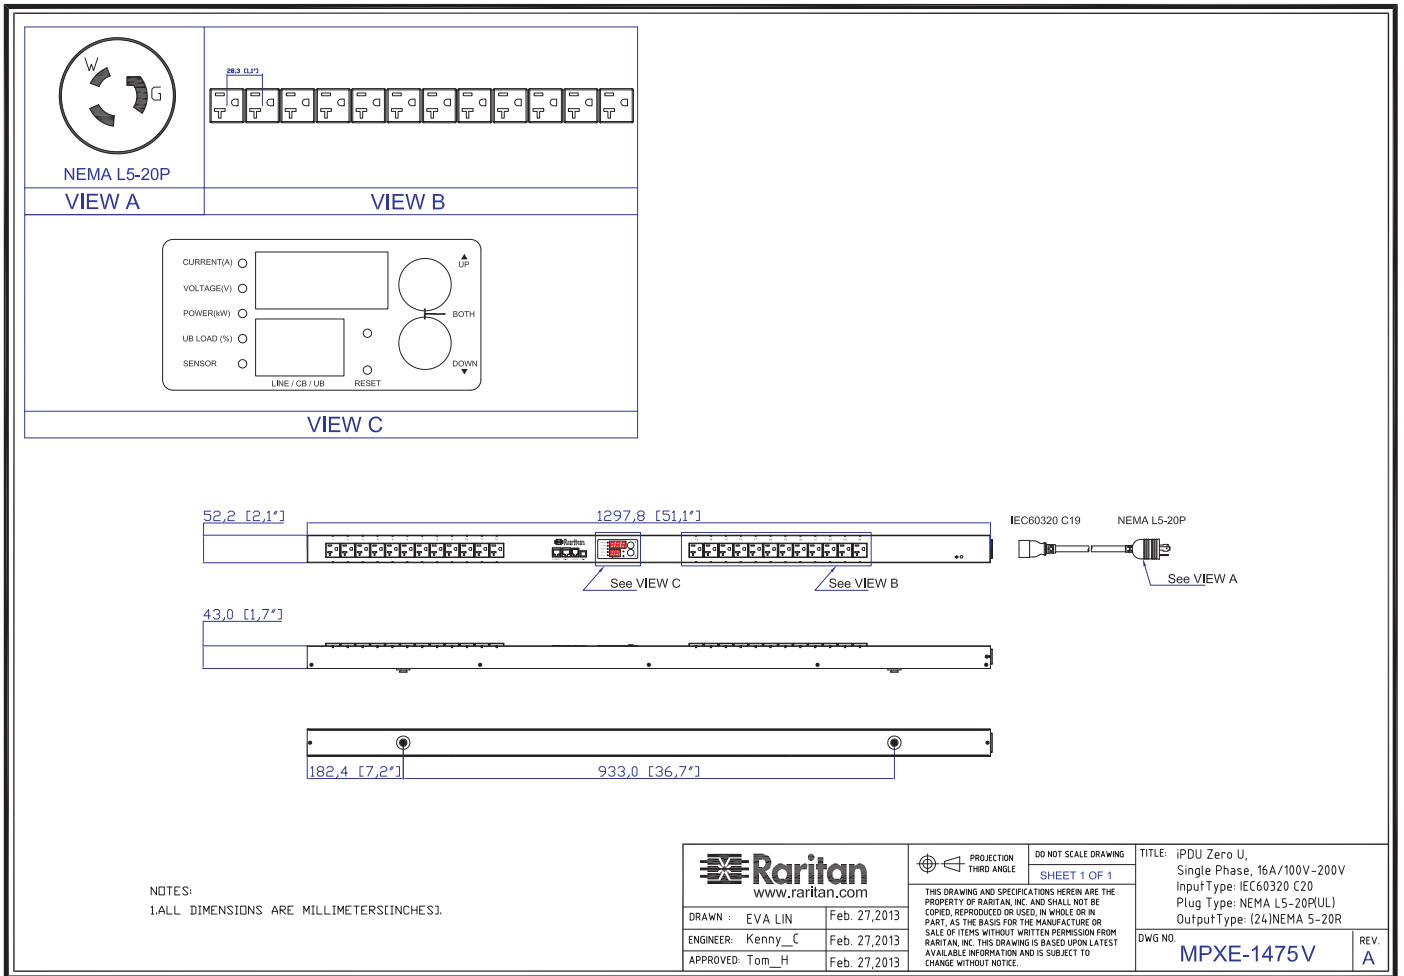 W
G
NEMA L5-20P
VIEW A
28,3 [1,1"]
VIEW B
CURRENT(A)
VOLTAGE(V)
POWER(kW)
UB LOAD (%)
SENSOR
LINE / CB / UB
RESET
UP
BOTH
DOWN
VIEW C
52,2 [2,1"]
1297,8 [51,1"]
IEC60320 C19
NEMA L5-20P
Raritan
See VIEW C
See VIEW B
See VIEW A
43,0 [1,7"]
182,4 [7,2"]
933,0 [36,7"]
NOTES:
1.ALL DIMENSIONS ARE MILLIMETERS[INCHES].
Raritan
www.raritan.com
DRAWN : EVA LIN Feb. 27,2013
ENGINEER: Kenny_C Feb. 27,2013
APPROVED: Tom_H Feb. 27,2013
PROJECTION
THIRD ANGLE
DO NOT SCALE DRAWING
SHEET 1 OF 1
THIS DRAWING AND SPECIFICATIONS HEREIN ARE THE
PROPERTY OF RARITAN, INC. AND SHALL NOT BE
COPIED, REPRODUCED OR USED, IN WHOLE OR IN
PART, AS THE BASIS FOR THE MANUFACTURE OR
SALE OF ITEMS WITHOUT WRITTEN PERMISSION FROM
RARITAN, INC. THIS DRAWING IS BASED UPON LATEST
AVAILABLE INFORMATION AND IS SUBJECT TO
CHANGE WITHOUT NOTICE.
TITLE: iPDU Zero U,
Single Phase, 16A/100V-200V
InputType: IEC60320 C20
Plug Type: NEMA L5-20P(UL)
OutputType: (24)NEMA 5-20R
DWG NO. MPXE-1475V
REV. A